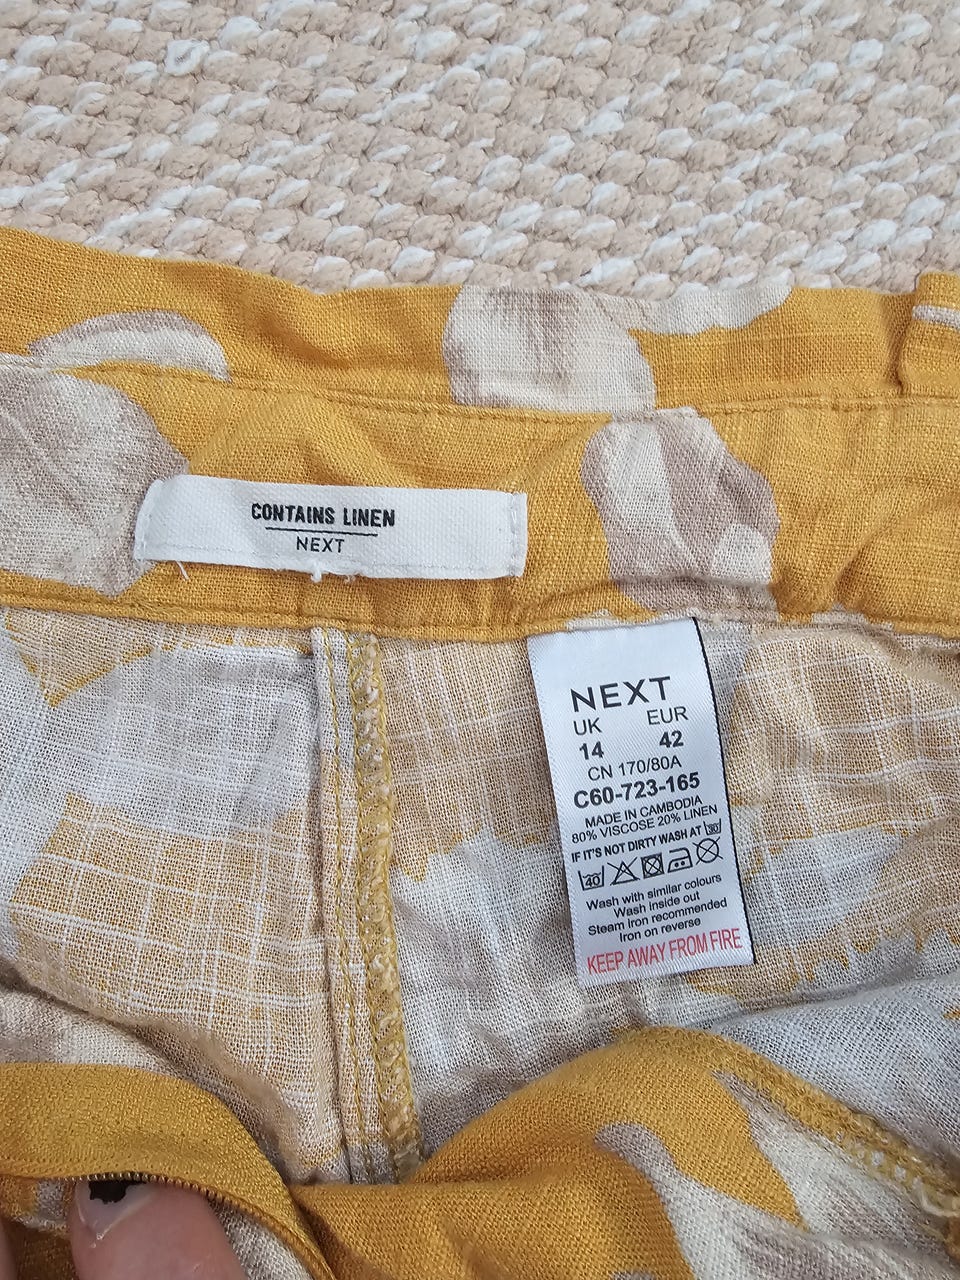 CONTAINS LINEN
NEXT
NEXT
UK EUR
14 42
CN 170/80A
C60-723-165
MADE IN CAMBODIA
80% VISCOSE 20% LINEN
IF IT'S NOT DIRTY WASH AT 30
40
Wash with similar colours
Wash inside out
Steam iron recommended
Iron on reverse
KEEP AWAY FROM FIRE